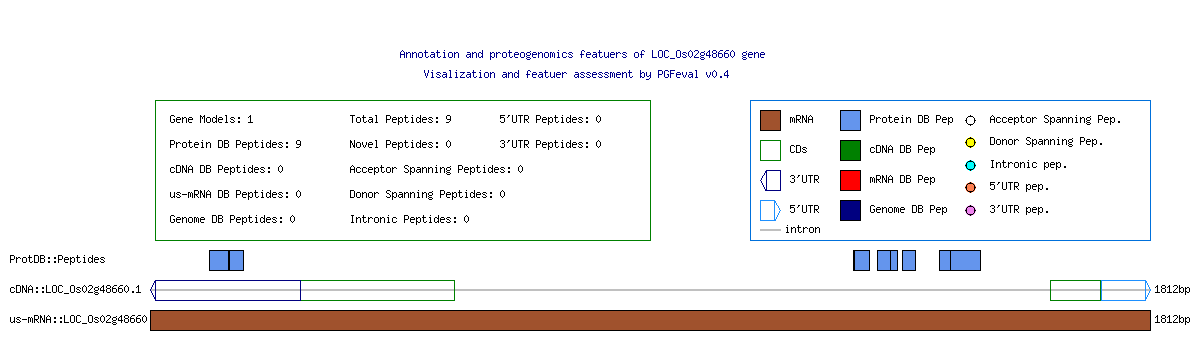 Annotation and proteogenomics featuers of LOC_Os02g48660 gene
Visalization and featuer assessment by PGFeval v0.4
Gene Models: 1 Total Peptides: 9 5'UTR Peptides: 0
Protein DB Peptides: 9 Novel Peptides: 0 3'UTR Peptides: 0
cDNA DB Peptides: 0 Acceptor Spanning Peptides: 0
us-mRNA DB Peptides: 0 Donor Spanning Peptides: 0
Genome DB Peptides: 0 Intronic Peptides: 0
mRNA Protein DB Pep Acceptor Spanning Pep.
CDs cDNA DB Pep Donor Spanning Pep.
3'UTR mRNA DB Pep Intronic pep.
5'UTR Genome DB Pep 5'UTR pep.
intron 3'UTR pep.
ProtDB::Peptides
cDNA::LOC_Os02g48660.1 1812bp
us-mRNA::LOC_Os02g48660 1812bp